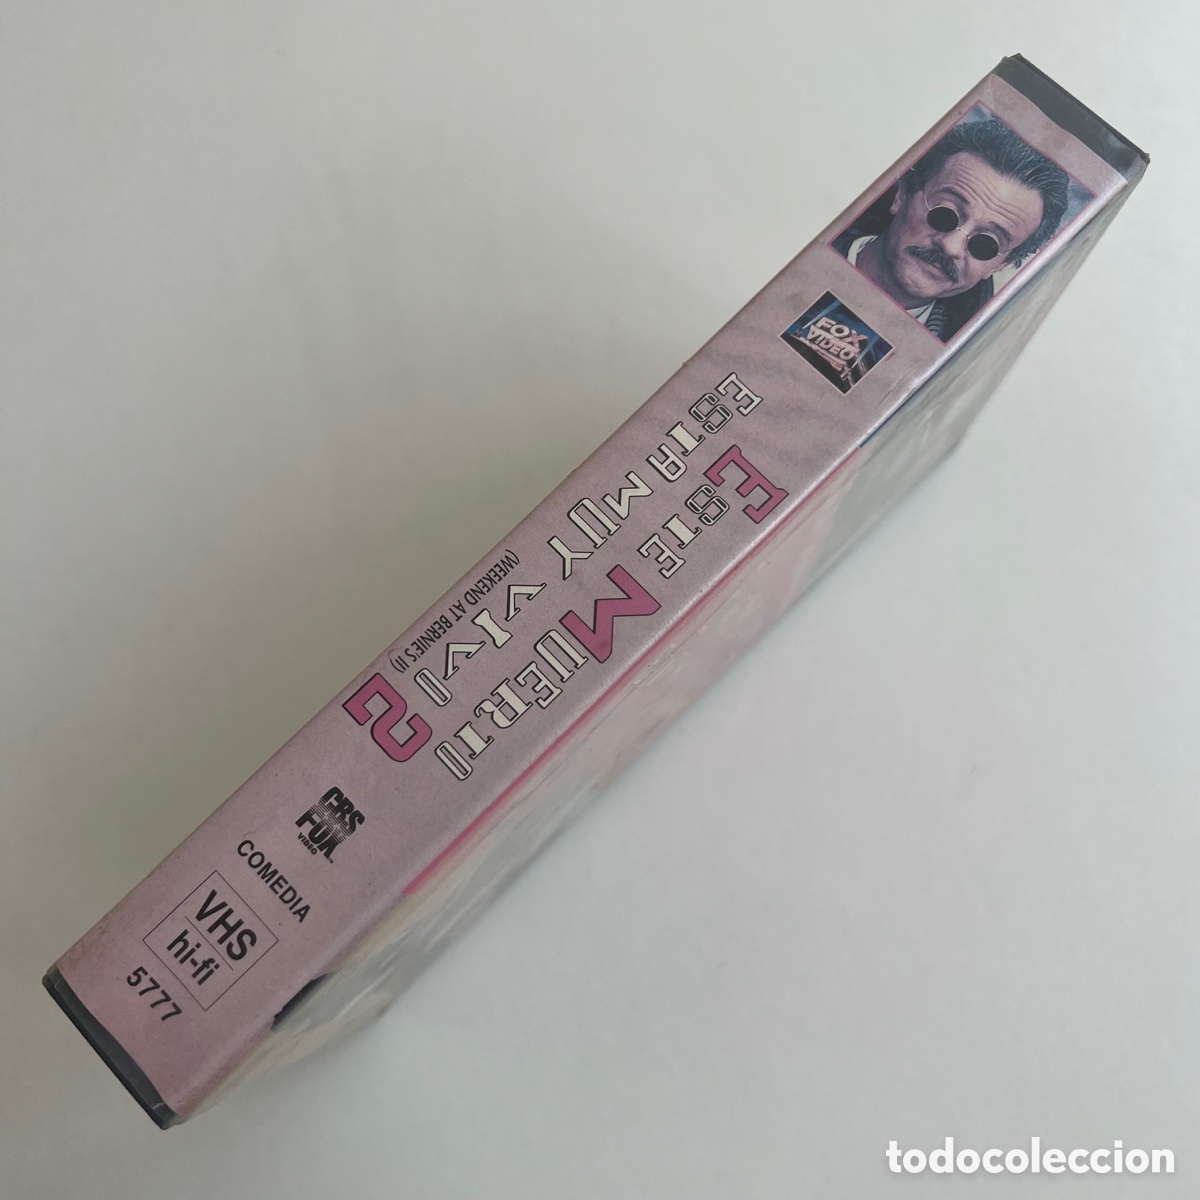 FOX
VIDEO
ESTE MUERTO
ESTA MUY VIVO 2
(WEEKEND AT BERNIE'S II)
CBS
FOX
VIDEO
TM
COMEDIA
VHS
hi-fi
5777
todocoleccion